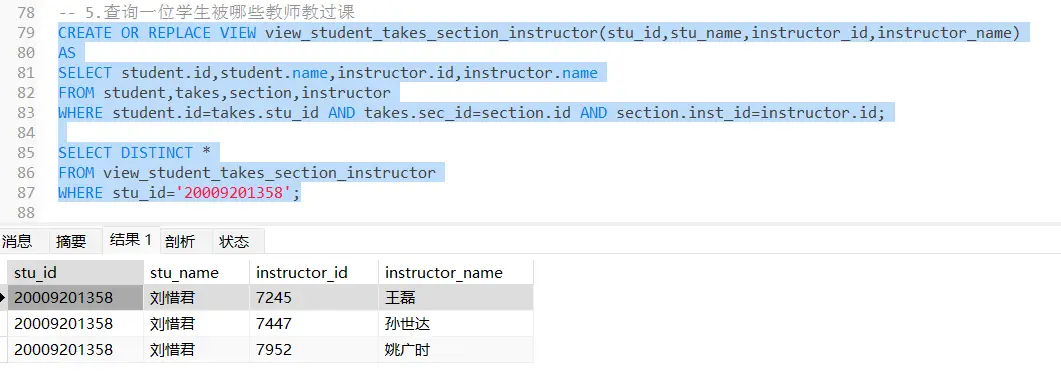 78 -- 5.查询一位学生被哪些教师教过课
79 CREATE OR REPLACE VIEW view_student_takes_section_instructor(stu_id,stu_name,instructor_id,instructor_name)
80 AS
81 SELECT student.id,student.name,instructor.id,instructor.name
82 FROM student,takes,section,instructor
83 WHERE student.id=takes.stu_id AND takes.sec_id=section.id AND section.inst_id=instructor.id;
84
85 SELECT DISTINCT *
86 FROM view_student_takes_section_instructor
87 WHERE stu_id='20009201358';
88
消息 摘要 结果 1 剖析 状态
stu_id stu_name instructor_id instructor_name
20009201358 刘惜君 7245 王磊
20009201358 刘惜君 7447 孙世达
20009201358 刘惜君 7952 姚广时